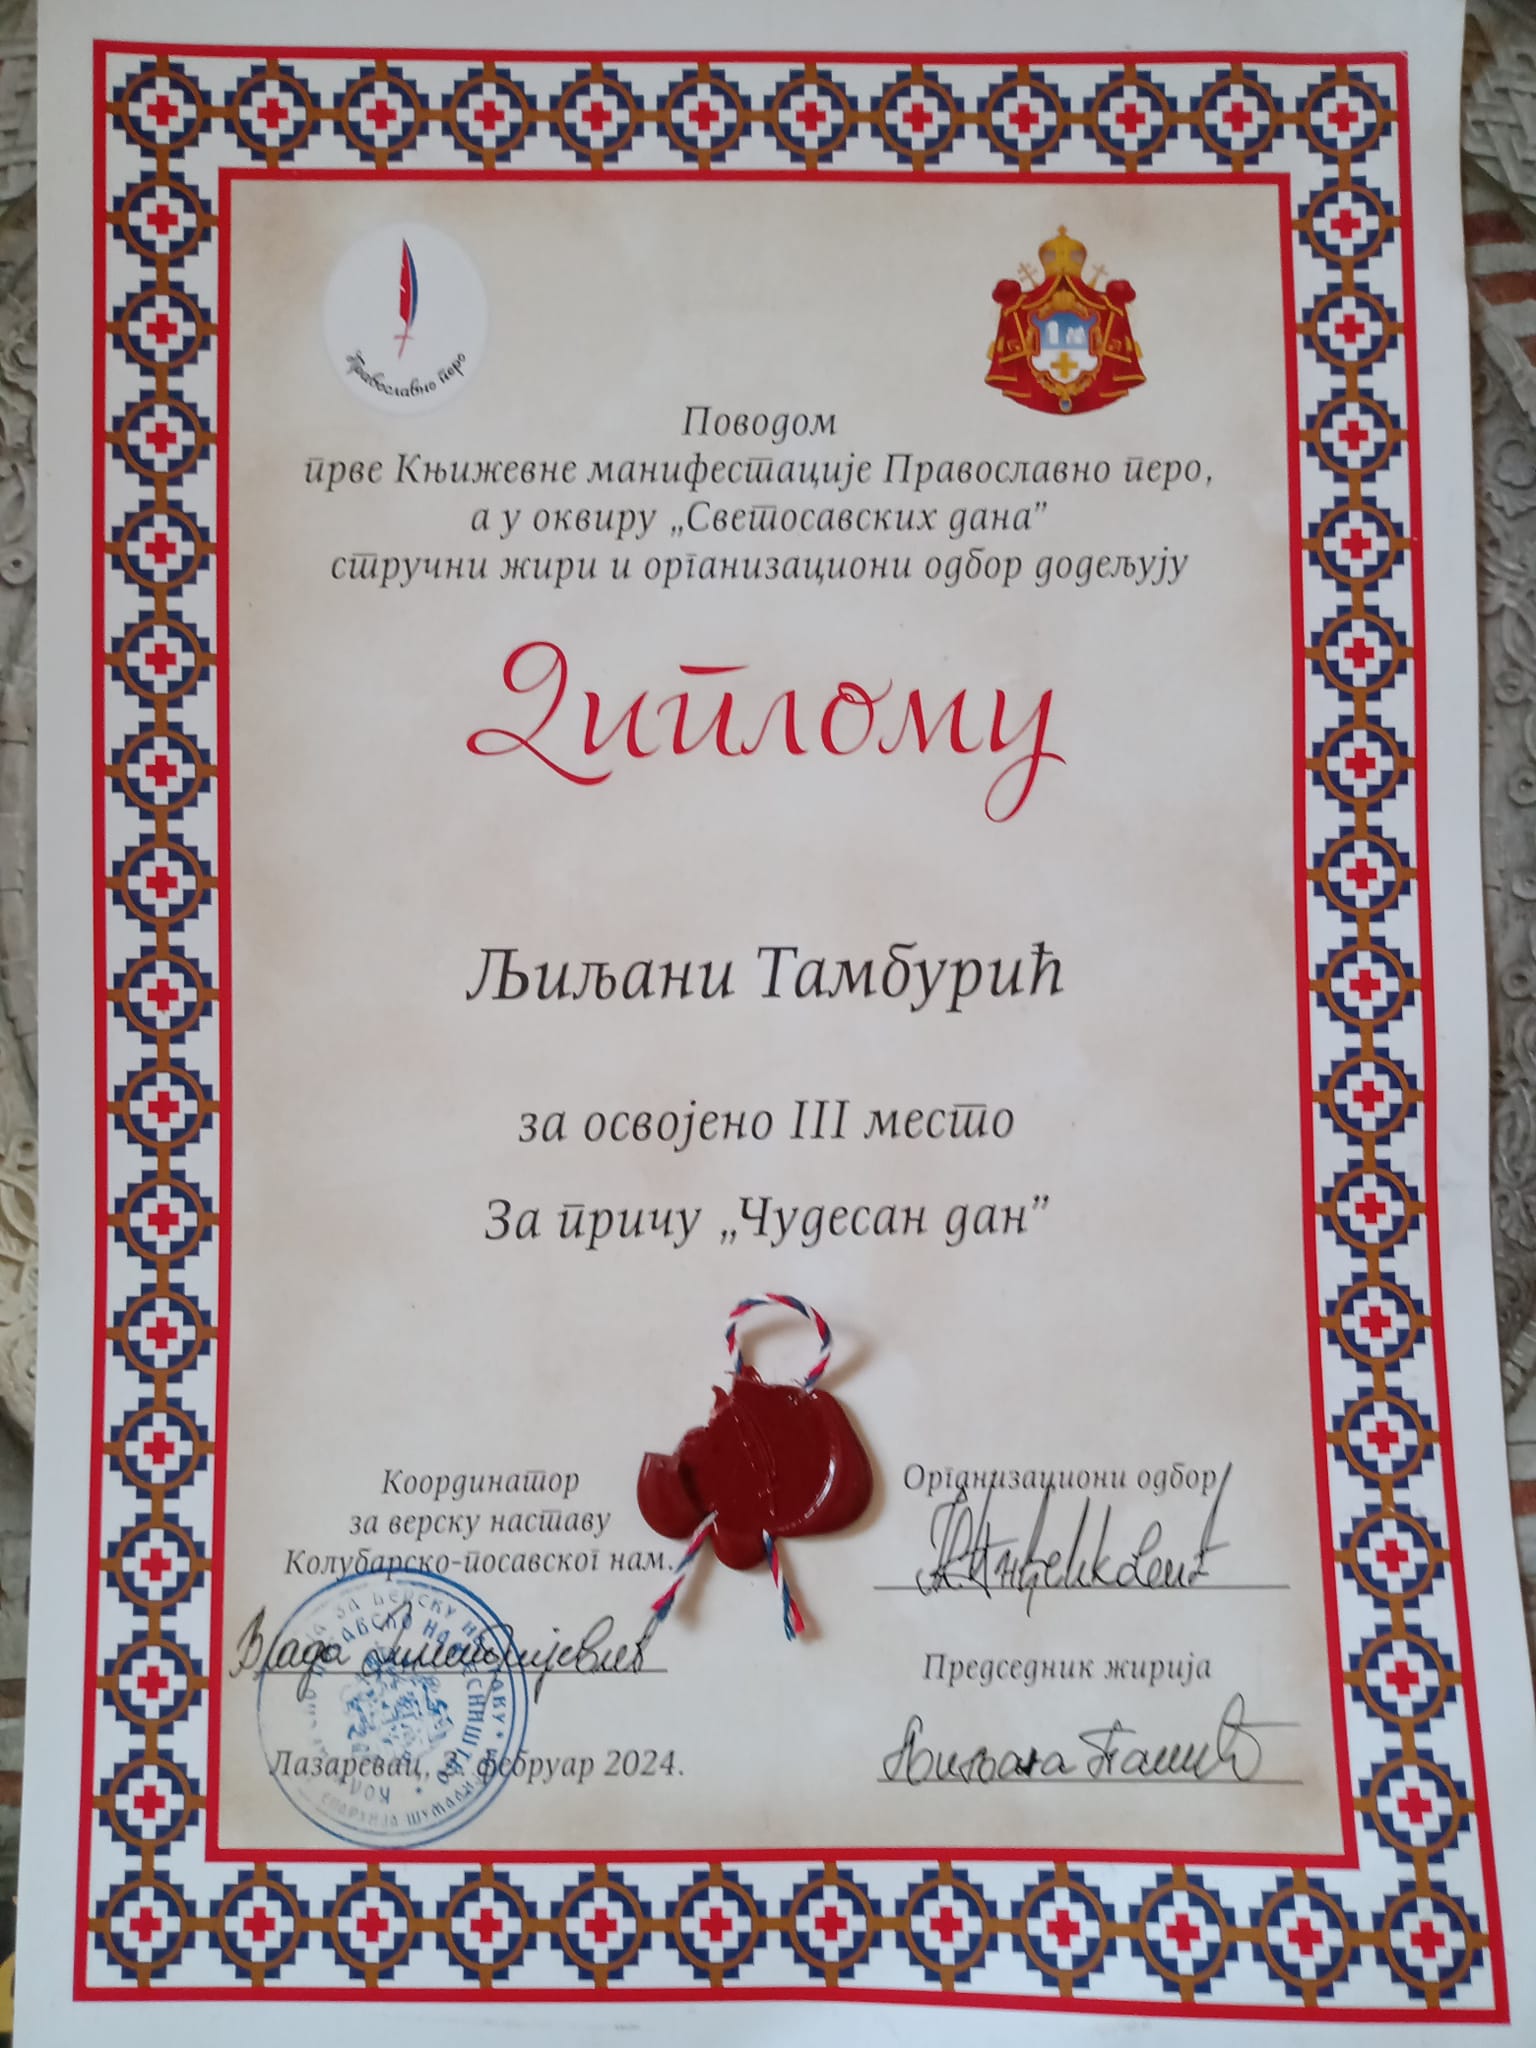 Православно перо
Поводом
прве Књижевне манифестације Православно перо,
а у оквиру „Светосавских дана”
стручни жири и организациони одбор додељују
Диплому
Љиљани Тамбурић
за освојено III место
За причу „Чудесан дан”
Координатор
за верску наставу
Колубарско-посавског нам.
Влада
Лазаревац, фебруар 2024.
Организациони одбор
Председник жирија
Љиљана